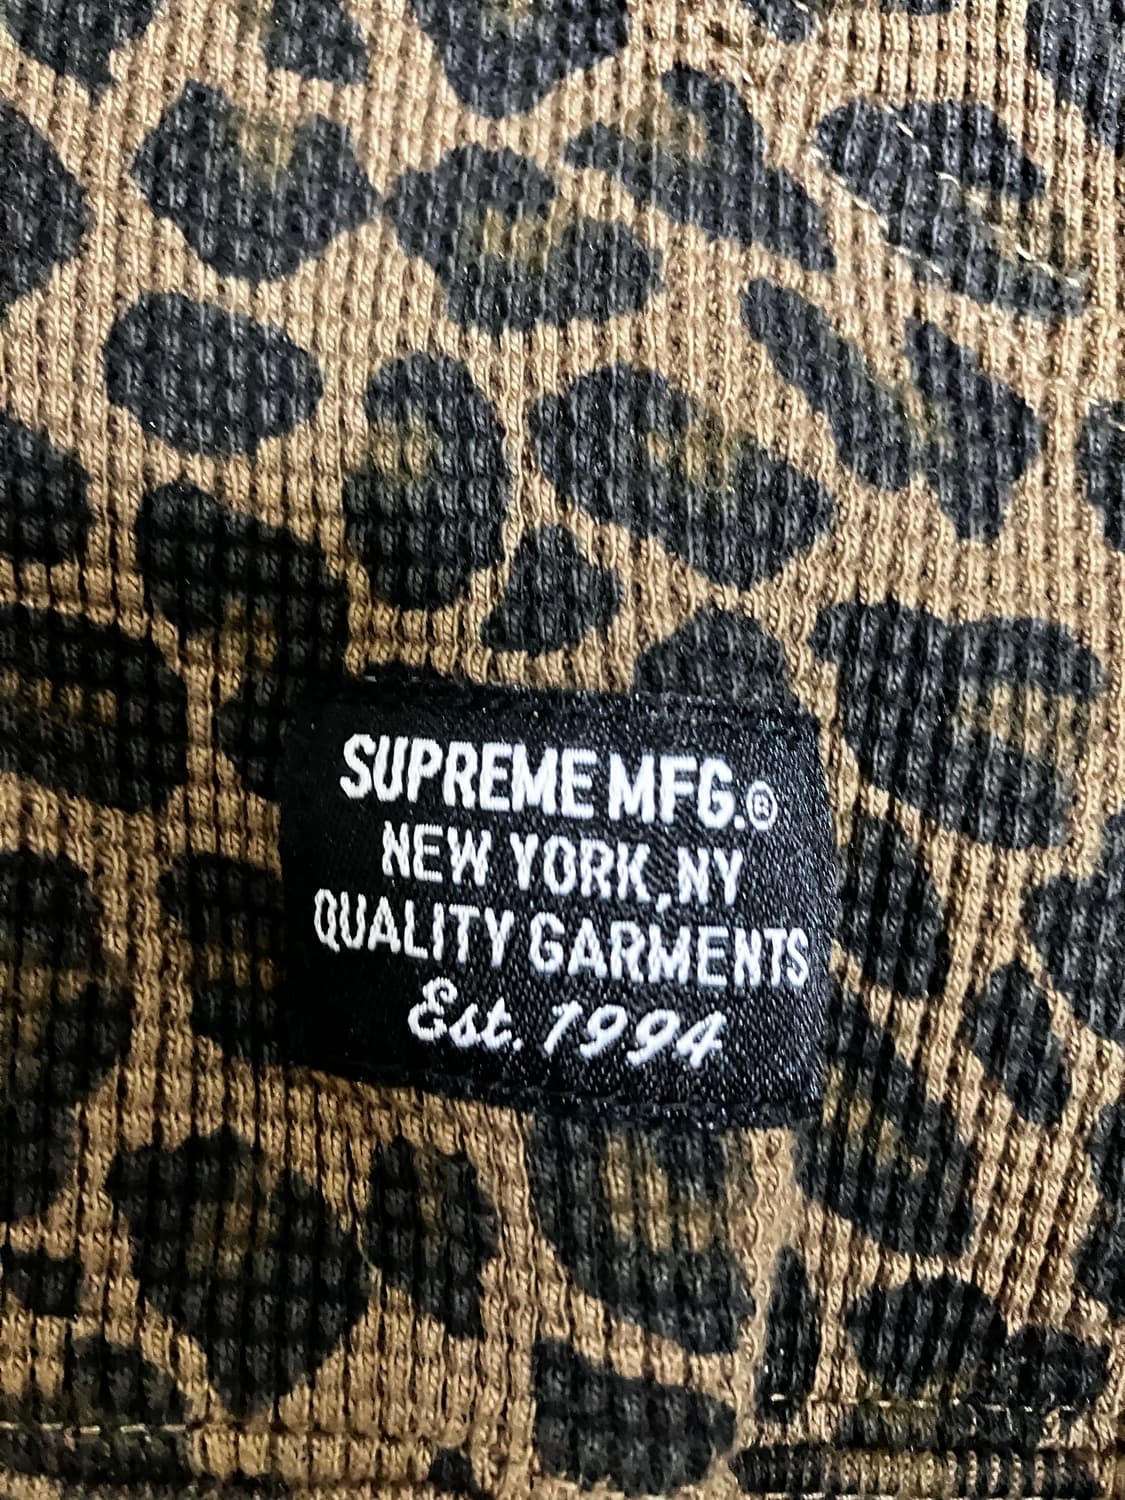 SUPREME MFG.®
NEW YORK, NY
QUALITY GARMENTS
Est. 1994